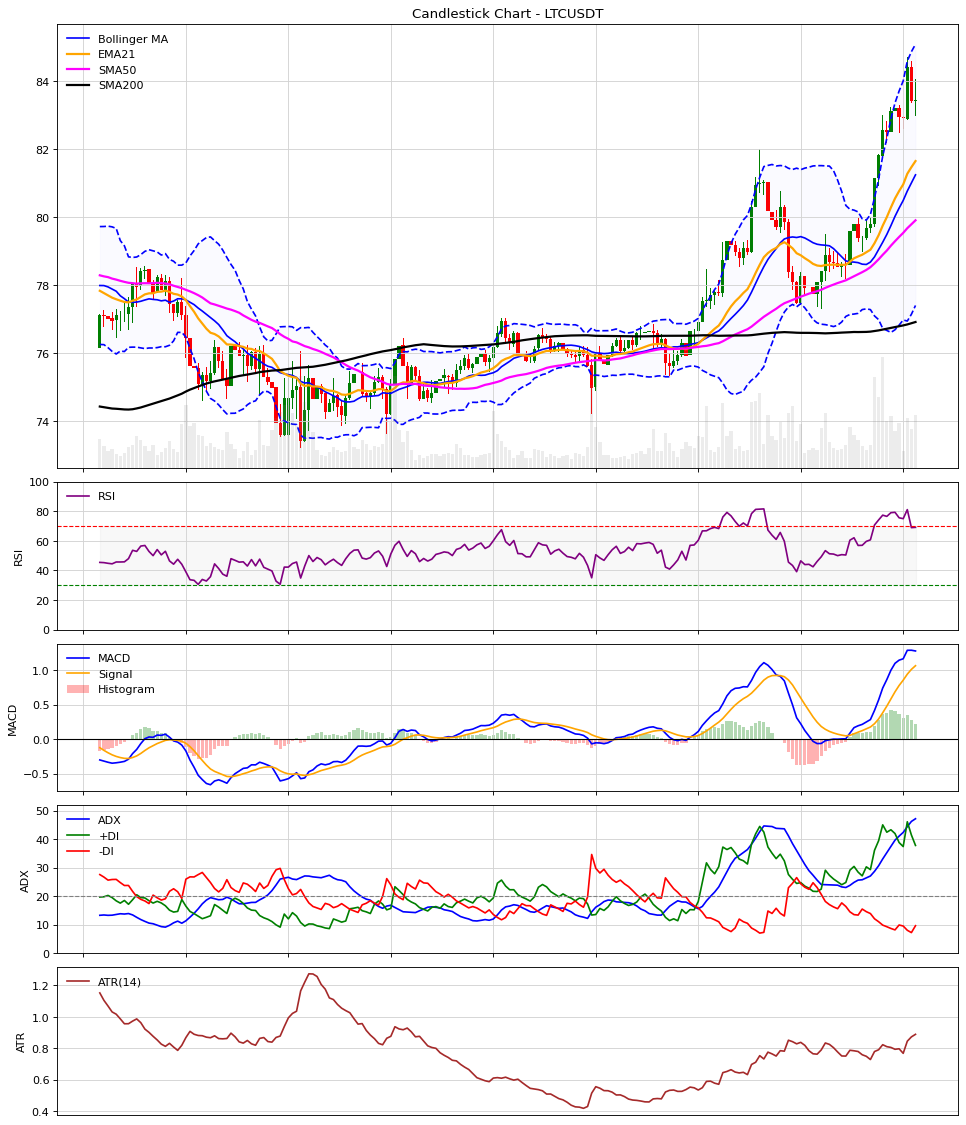 Candlestick Chart - LTCUSDT
Bollinger MA
EMA21
SMA50
SMA200
84
82
80
78
76
74
100
80
60
40
20
0
RSI
RSI
1.0
0.5
0.0
−0.5
MACD
MACD
Signal
Histogram
50
40
30
20
10
0
ADX
ADX
+DI
-DI
1.2
1.0
0.8
0.6
0.4
ATR
ATR(14)